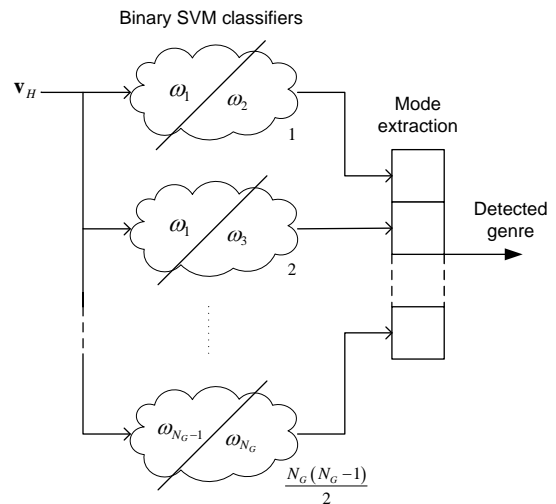 Binary SVM classifiers
v_H
ω_1
ω_2
1
Mode
extraction
ω_1
ω_3
2
Detected
genre
ω_{N_G-1}
ω_{N_G}
N_G(N_G-1)
2